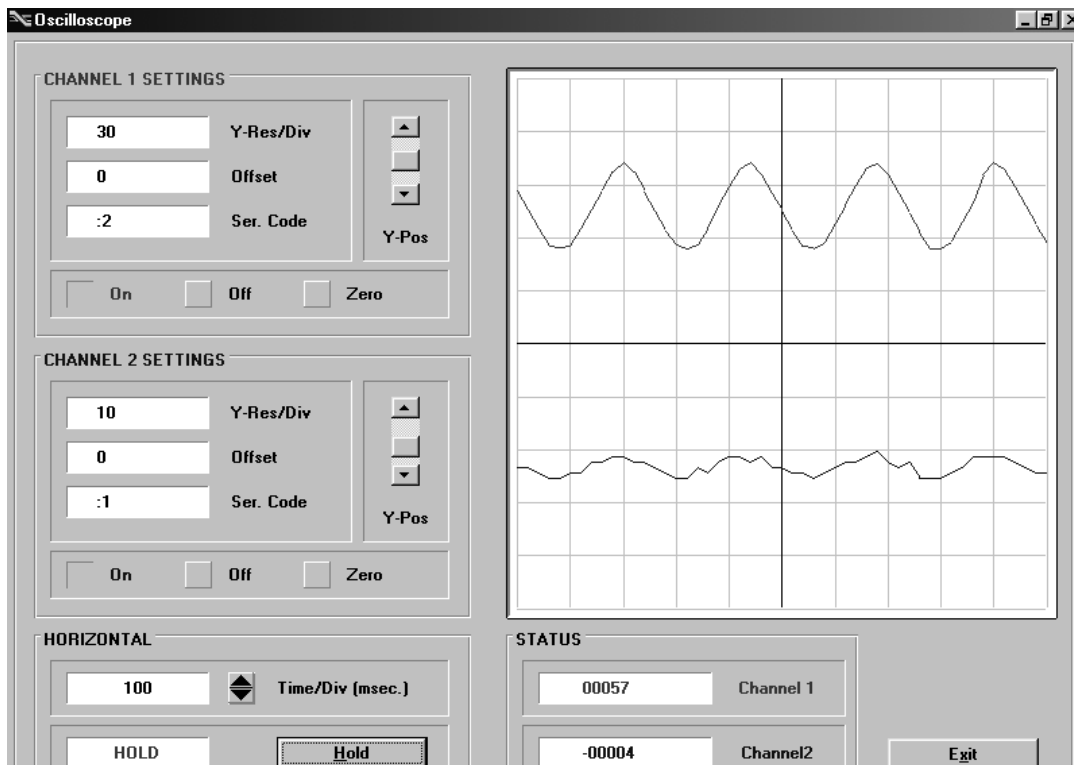 Oscilloscope
CHANNEL 1 SETTINGS
30 Y-Res/Div
0 Offset
:2 Ser. Code
Y-Pos
On Off Zero
CHANNEL 2 SETTINGS
10 Y-Res/Div
0 Offset
:1 Ser. Code
Y-Pos
On Off Zero
HORIZONTAL
100 Time/Div (msec.)
HOLD Hold
STATUS
00057 Channel 1
-00004 Channel2
Exit